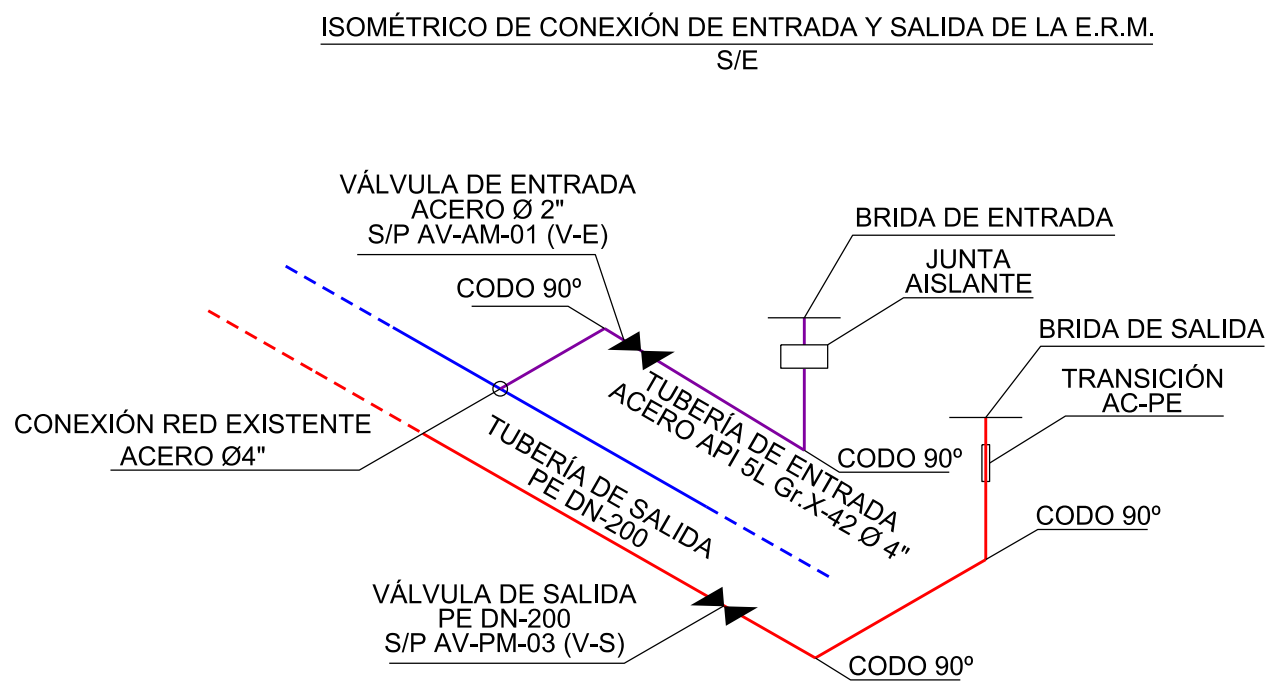 ISOMÉTRICO DE CONEXIÓN DE ENTRADA Y SALIDA DE LA E.R.M.
S/E
VÁLVULA DE ENTRADA
ACERO Ø 2"
S/P AV-AM-01 (V-E)
CODO 90º
BRIDA DE ENTRADA
JUNTA
AISLANTE
BRIDA DE SALIDA
TRANSICIÓN
AC-PE
CONEXIÓN RED EXISTENTE
ACERO Ø4"
TUBERÍA DE ENTRADA
ACERO API 5L Gr.X-42 Ø 4"
CODO 90º
TUBERÍA DE SALIDA
PE DN-200
CODO 90º
VÁLVULA DE SALIDA
PE DN-200
S/P AV-PM-03 (V-S)
CODO 90º